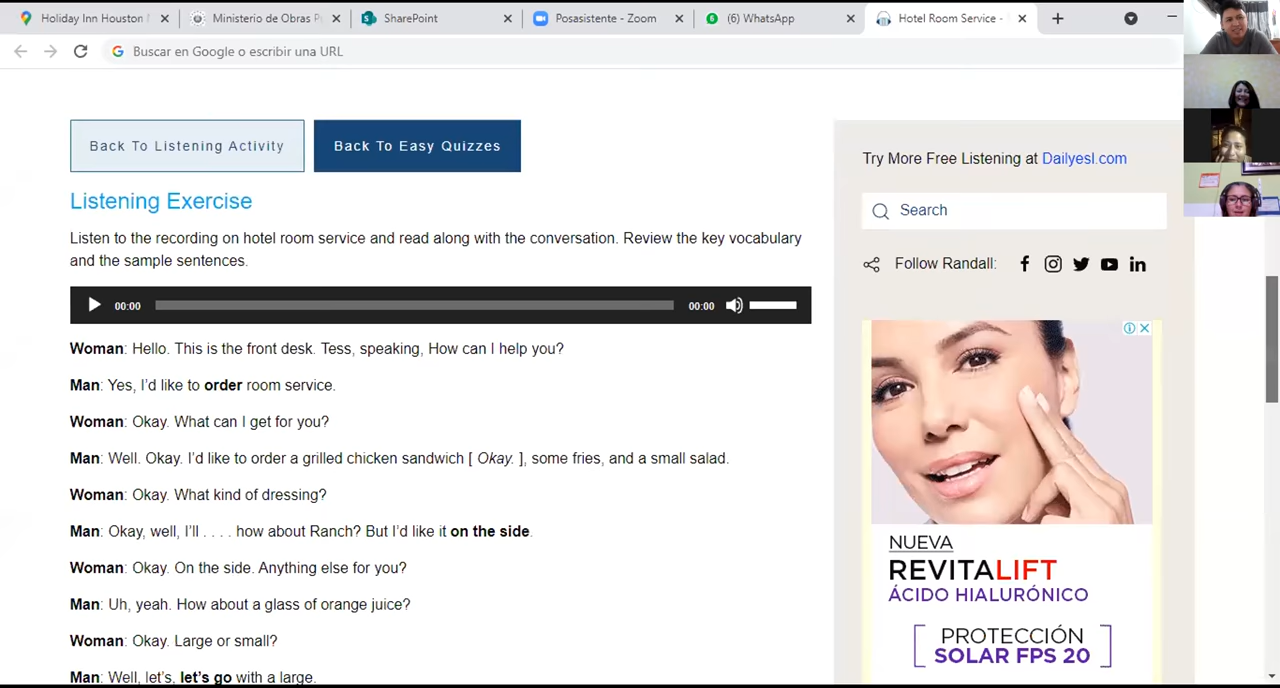 Holiday Inn Houston
Ministerio de Obras P
SharePoint
Posasistente - Zoom
(6) WhatsApp
Hotel Room Service -
Buscar en Google o escribir una URL
Back To Listening Activity
Back To Easy Quizzes
Listening Exercise
Listen to the recording on hotel room service and read along with the conversation. Review the key vocabulary
and the sample sentences.
00:00
00:00
Woman: Hello. This is the front desk. Tess, speaking, How can I help you?
Man: Yes, I'd like to order room service.
Woman: Okay. What can I get for you?
Man: Well. Okay. I'd like to order a grilled chicken sandwich [ Okay. ], some fries, and a small salad.
Woman: Okay. What kind of dressing?
Man: Okay, well, I'll . . . . how about Ranch? But I'd like it on the side.
Woman: Okay. On the side. Anything else for you?
Man: Uh, yeah. How about a glass of orange juice?
Woman: Okay. Large or small?
Man: Well, let's, let's go with a large.
Try More Free Listening at Dailyesl.com
Search
Follow Randall:
NUEVA
REVITALIFT
ÁCIDO HIALURÓNICO
PROTECCIÓN
SOLAR FPS 20